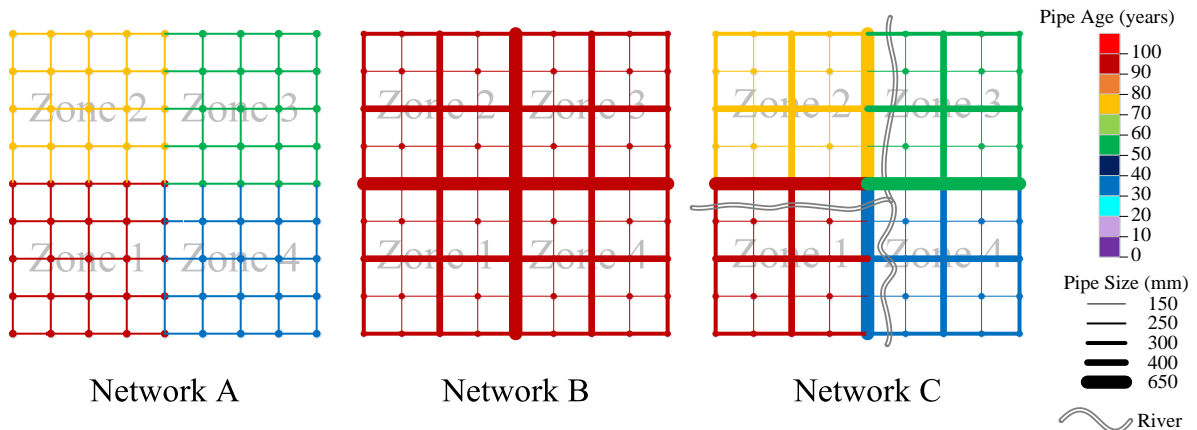 Zone 2 Zone 3
Zone 1 Zone 4
Network A
Zone 2 Zone 3
Zone 1 Zone 4
Network B
Zone 2 Zone 3
Zone 1 Zone 4
Network C
Pipe Age (years)
100
90
80
70
60
50
40
30
20
10
0
Pipe Size (mm)
150
250
300
400
650
River